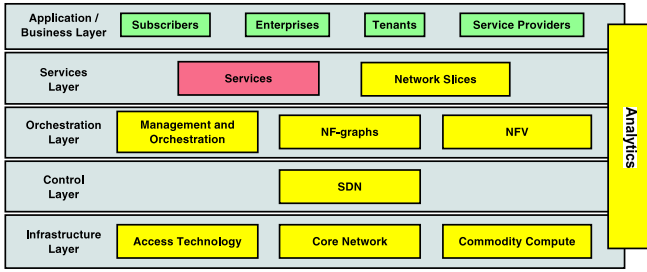 Application /
Business Layer
Subscribers
Enterprises
Tenants
Service Providers
Services
Layer
Services
Network Slices
Orchestration
Layer
Management and
Orchestration
NF-graphs
NFV
Control
Layer
SDN
Infrastructure
Layer
Access Technology
Core Network
Commodity Compute
Analytics